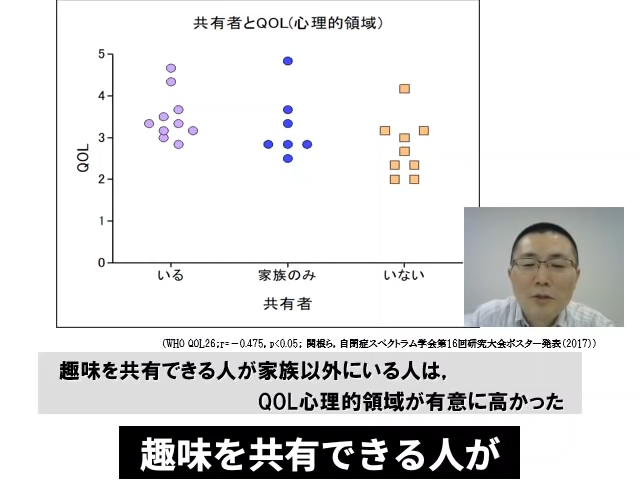 共有者とQOL(心理的領域)
5
4
3
2
1
0
QOL
いる 家族のみ いない
共有者
(WHO QOL26;r=－0.475, p<0.05; 関根ら, 自閉症スペクトラム学会第16回研究大会ポスター発表(2017))
趣味を共有できる人が家族以外にいる人は,
QOL心理的領域が有意に高かった
趣味を共有できる人が